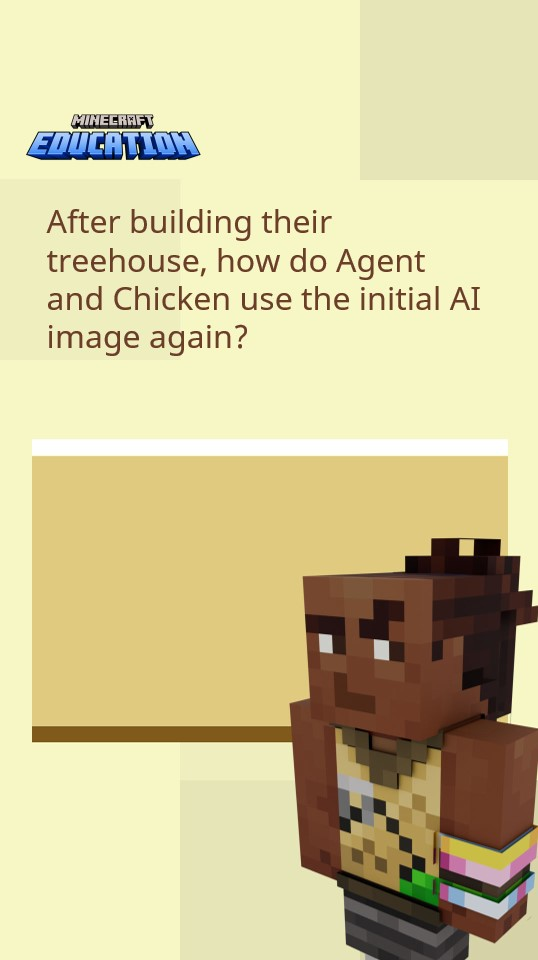 MINECRAFT
EDUCATION
After building their
treehouse, how do Agent
and Chicken use the initial AI
image again?